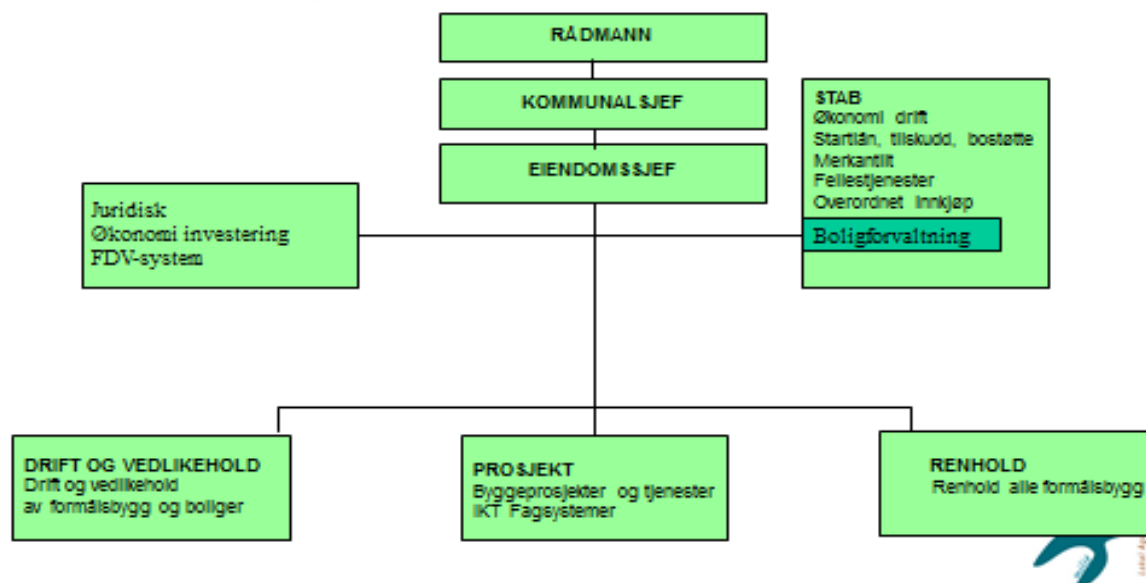 RÅDMANN
KOMMUNALSJEF
EIENDOMSSJEF
STAB
Økonomi drift
Startlån, tilskudd, bostøtte
Merkantilt
Fellestjenester
Overordnet innkjøp
Boligforvaltning
Juridisk
Økonomi investering
FDV-system
DRIFT OG VEDLIKEHOLD
Drift og vedlikehold
av formålsbygg og boliger
PROSJEKT
Byggeprosjekter og tjenester
IKT Fagsystemer
RENHOLD
Renhold alle formålsbygg